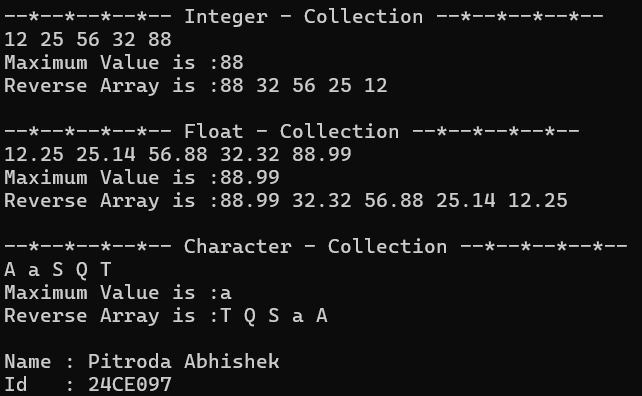 --*--*--*--*-- Integer - Collection --*--*--*--*--
12 25 56 32 88
Maximum Value is :88
Reverse Array is :88 32 56 25 12
--*--*--*--*-- Float - Collection --*--*--*--*--
12.25 25.14 56.88 32.32 88.99
Maximum Value is :88.99
Reverse Array is :88.99 32.32 56.88 25.14 12.25
--*--*--*--*-- Character - Collection --*--*--*--*--
A a S Q T
Maximum Value is :a
Reverse Array is :T Q S a A
Name : Pitroda Abhishek
Id   : 24CE097